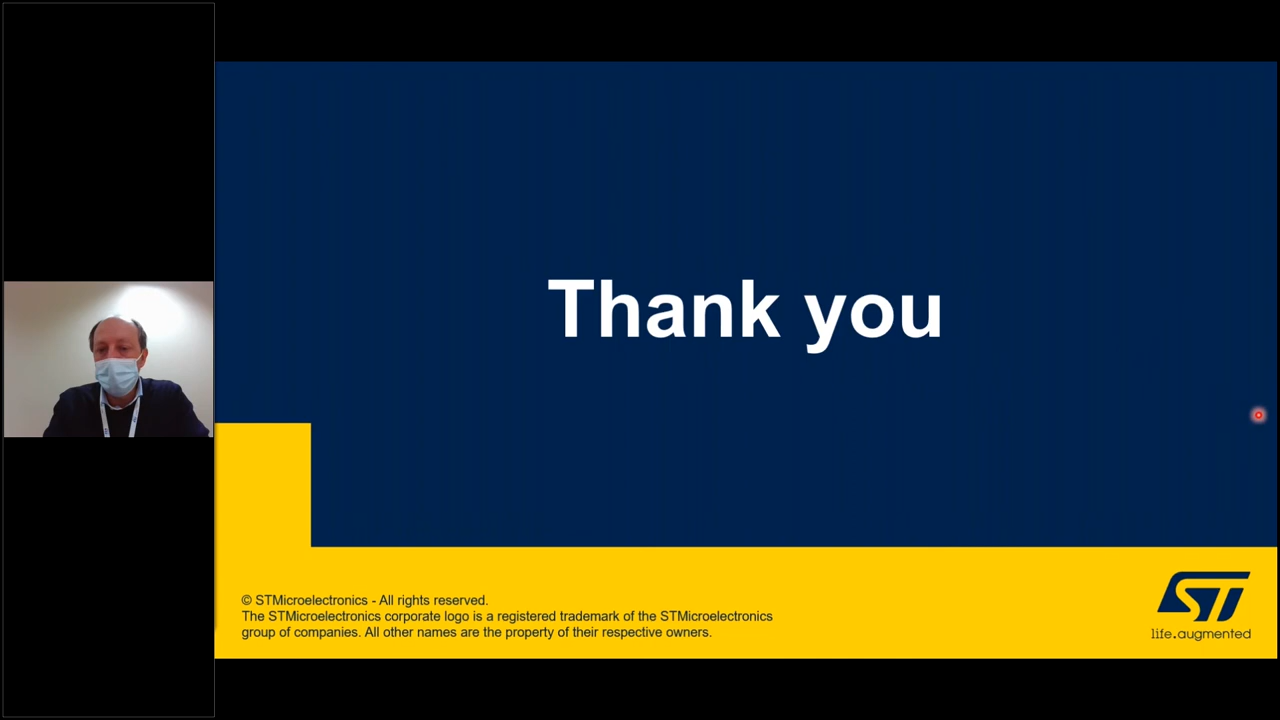 Thank you
© STMicroelectronics - All rights reserved.
The STMicroelectronics corporate logo is a registered trademark of the STMicroelectronics
group of companies. All other names are the property of their respective owners.
ST
life.augmented